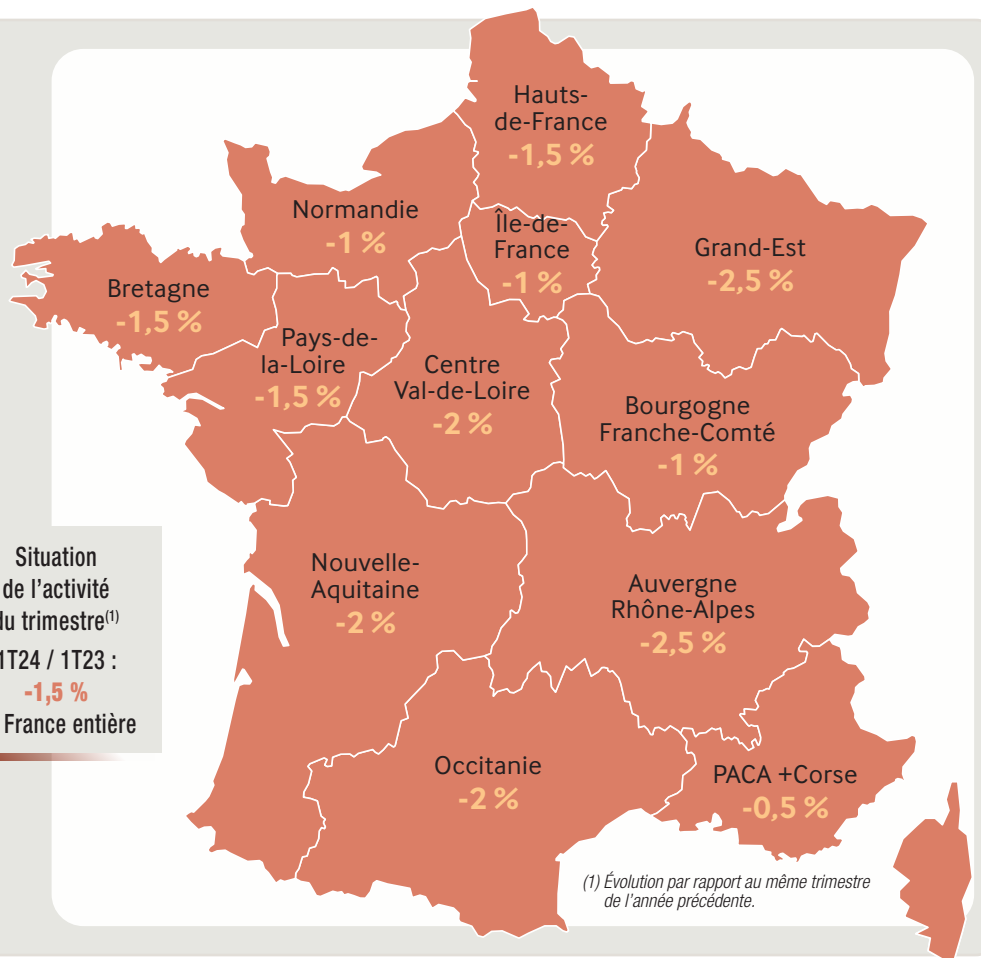 Hauts-
de-France
-1,5 %
Normandie
-1 %
Île-de-
France
-1 %
Grand-Est
-2,5 %
Bretagne
-1,5 %
Pays-de-
la-Loire
-1,5 %
Centre
Val-de-Loire
-2 %
Bourgogne
Franche-Comté
-1 %
Nouvelle-
Aquitaine
-2 %
Auvergne
Rhône-Alpes
-2,5 %
Occitanie
-2 %
PACA +Corse
-0,5 %
Situation
de l’activité
du trimestre(1)
1T24 / 1T23 :
-1,5 %
France entière
(1) Évolution par rapport au même trimestre
de l’année précédente.